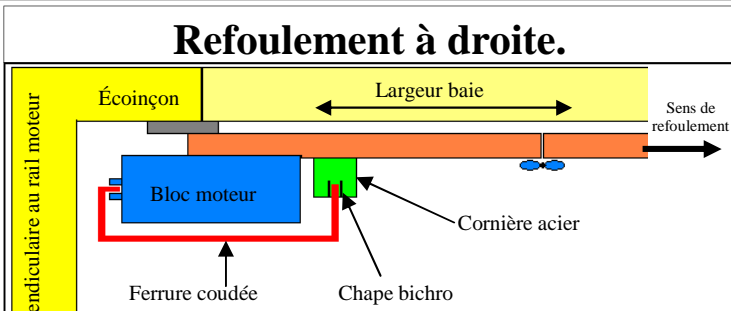 Refoulement à droite.
Écoinçon
Largeur baie
Sens de
refoulement
endiculaire au rail moteur
Bloc moteur
Cornière acier
Ferrure coudée
Chape bichro